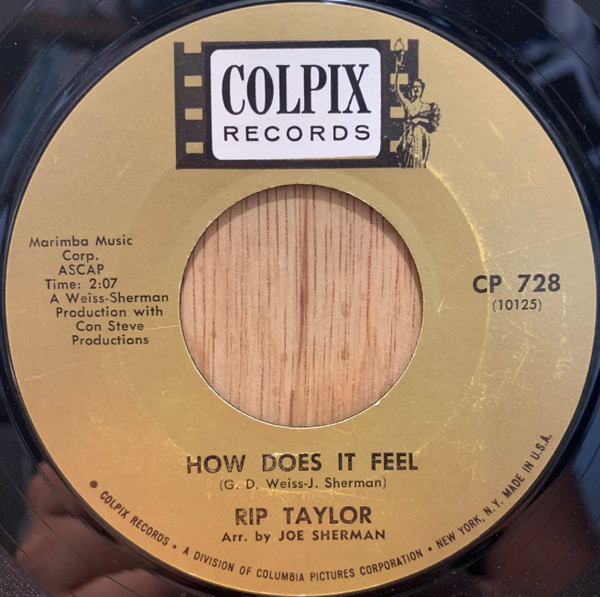 COLPIX
RECORDS
Marimba Music
Corp.
ASCAP
Time: 2:07
A Weiss-Sherman
Production with
Con Steve
Productions
CP 728
(10125)
HOW DOES IT FEEL
(G. D. Weiss-J. Sherman)
RIP TAYLOR
Arr. by JOE SHERMAN
• COLPIX RECORDS • A DIVISION OF COLUMBIA PICTURES CORPORATION • NEW YORK, N.Y. MADE IN U.S.A.